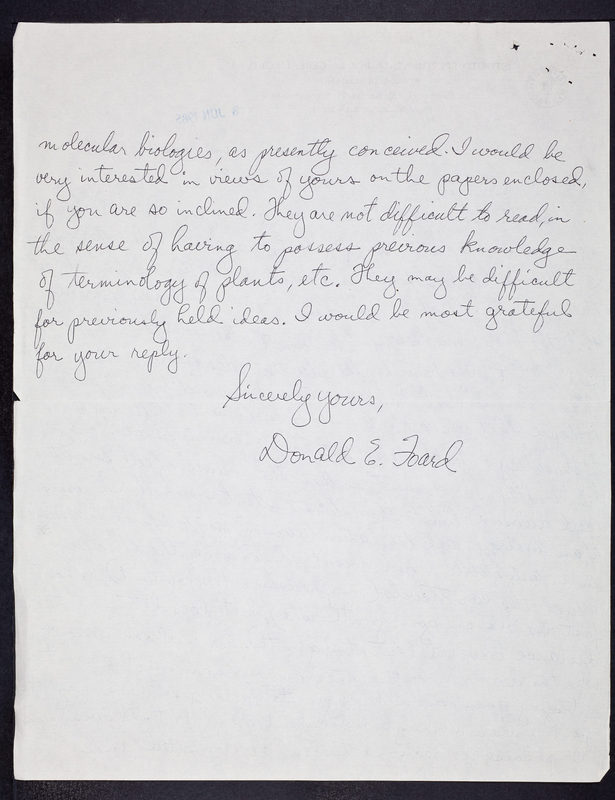 molecular biologies, as presently conceived. I would be
very interested in views of yours on the papers enclosed,
if you are so inclined. They are not difficult to read, in
the sense of having to possess previous knowledge
of terminology of plants, etc. They may be difficult
for previously held ideas. I would be most grateful
for your reply.
Sincerely yours,
Donald E. Foard